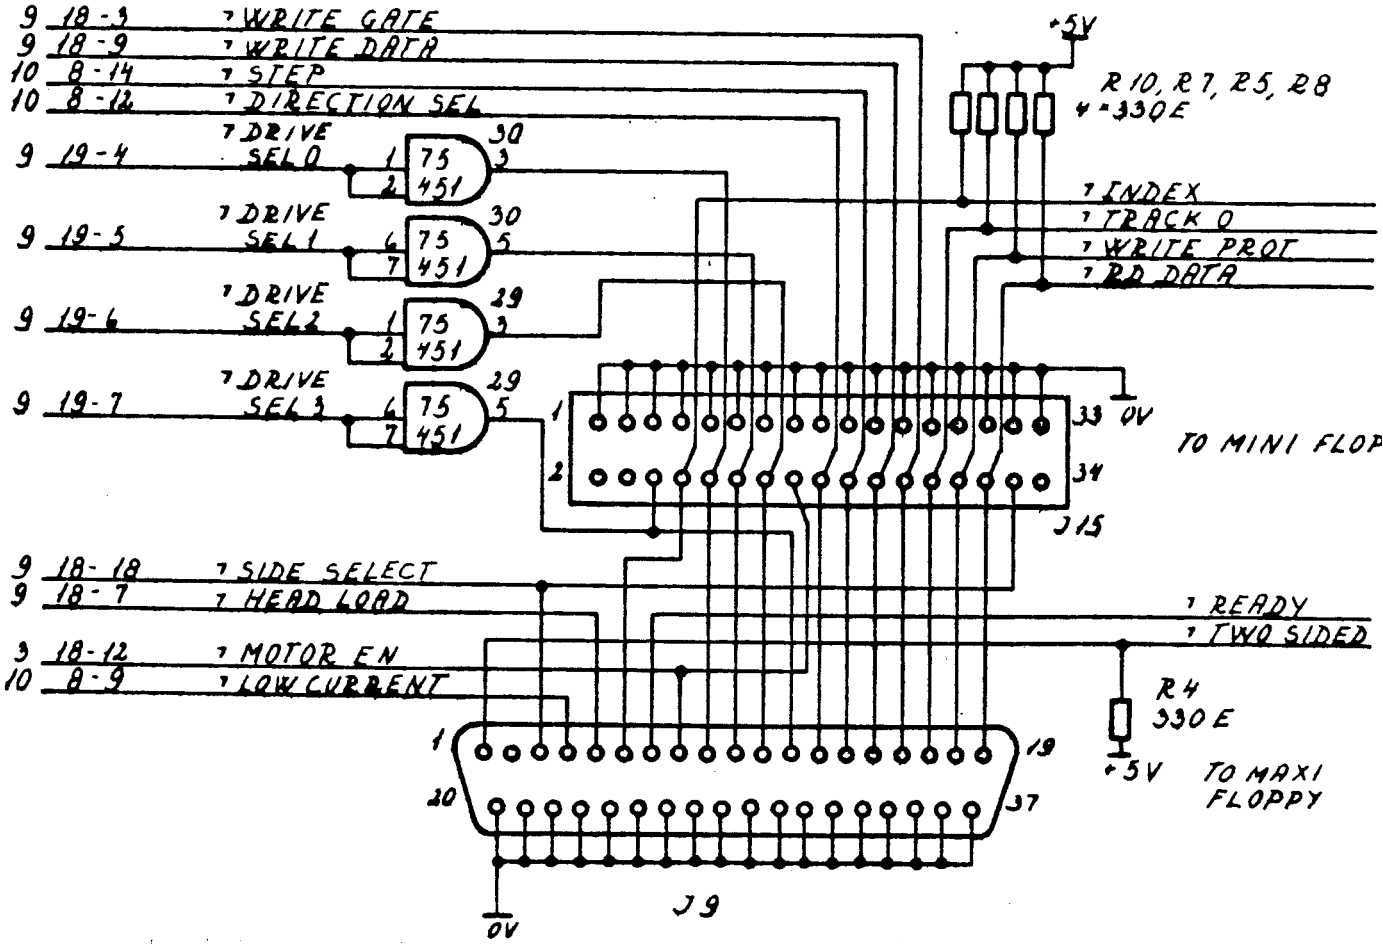 9 18-3 ¬WRITE GATE
9 18-9 ¬WRITE DATA
10 8-14 ¬STEP
10 8-12 ¬DIRECTION SEL
+5V
R10, R7, R5, R8
4×330E
¬DRIVE
9 19-4 SEL0 1 2 75 30 3
451
¬DRIVE
9 19-5 SEL1 6 7 75 30 5
451
¬DRIVE
9 19-6 SEL2 1 2 75 29 3
451
¬DRIVE
9 19-7 SEL3 6 7 75 29 5
451
¬INDEX
¬TRACK 0
¬WRITE PROT
¬RD DATA
1 33 0V
2 34
TO MINI FLOP
J15
9 18-18 ¬SIDE SELECT
9 18-7 ¬HEAD LOAD
3 18-12 ¬MOTOR EN
10 8-9 ¬LOW CURRENT
¬READY
¬TWO SIDED
R4
330E
+5V
TO MAXI
FLOPPY
1 19
20 37
J9
0V